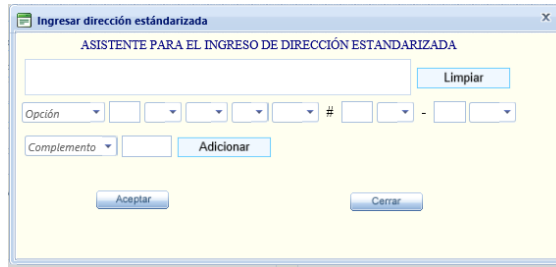 Ingresar dirección estándarizada x
ASISTENTE PARA EL INGRESO DE DIRECCIÓN ESTANDARIZADA
Limpiar
Opción # -
Complemento Adicionar
Aceptar Cerrar